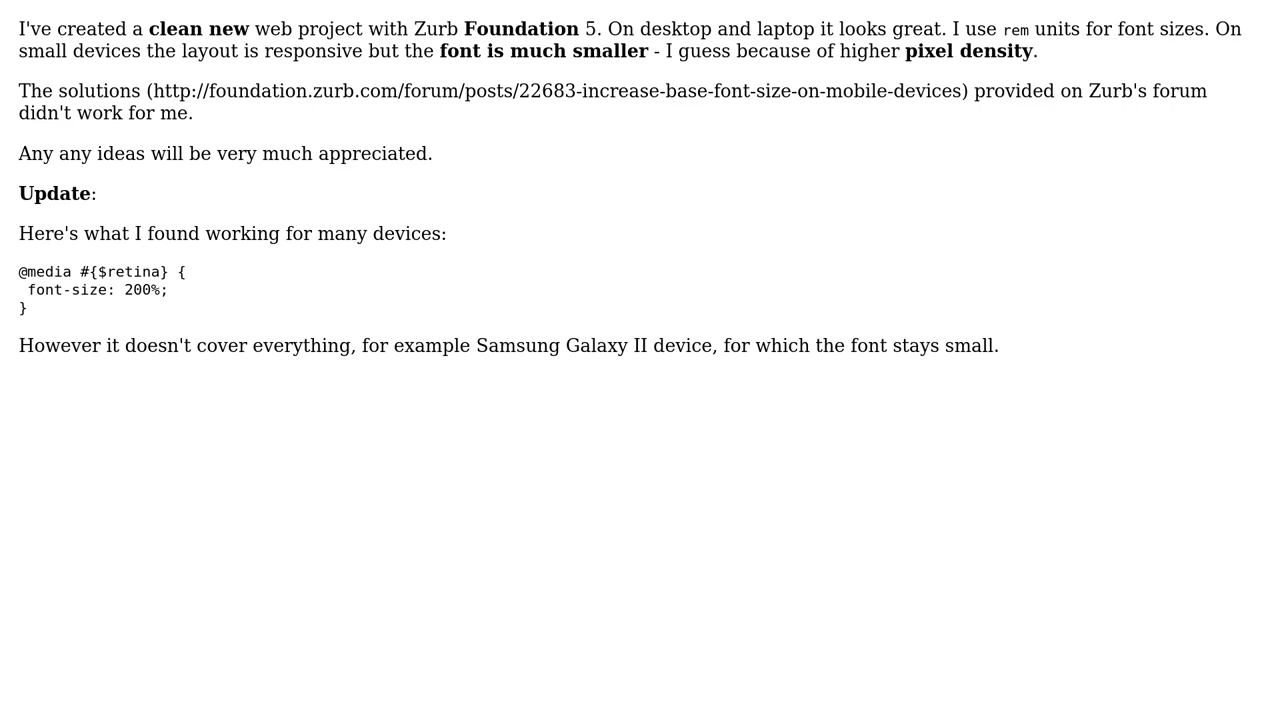 I've created a clean new web project with Zurb Foundation 5. On desktop and laptop it looks great. I use rem units for font sizes. On
small devices the layout is responsive but the font is much smaller - I guess because of higher pixel density.
The solutions (http://foundation.zurb.com/forum/posts/22683-increase-base-font-size-on-mobile-devices) provided on Zurb's forum
didn't work for me.
Any any ideas will be very much appreciated.
Update:
Here's what I found working for many devices:
@media #{$retina} {
 font-size: 200%;
}
However it doesn't cover everything, for example Samsung Galaxy II device, for which the font stays small.